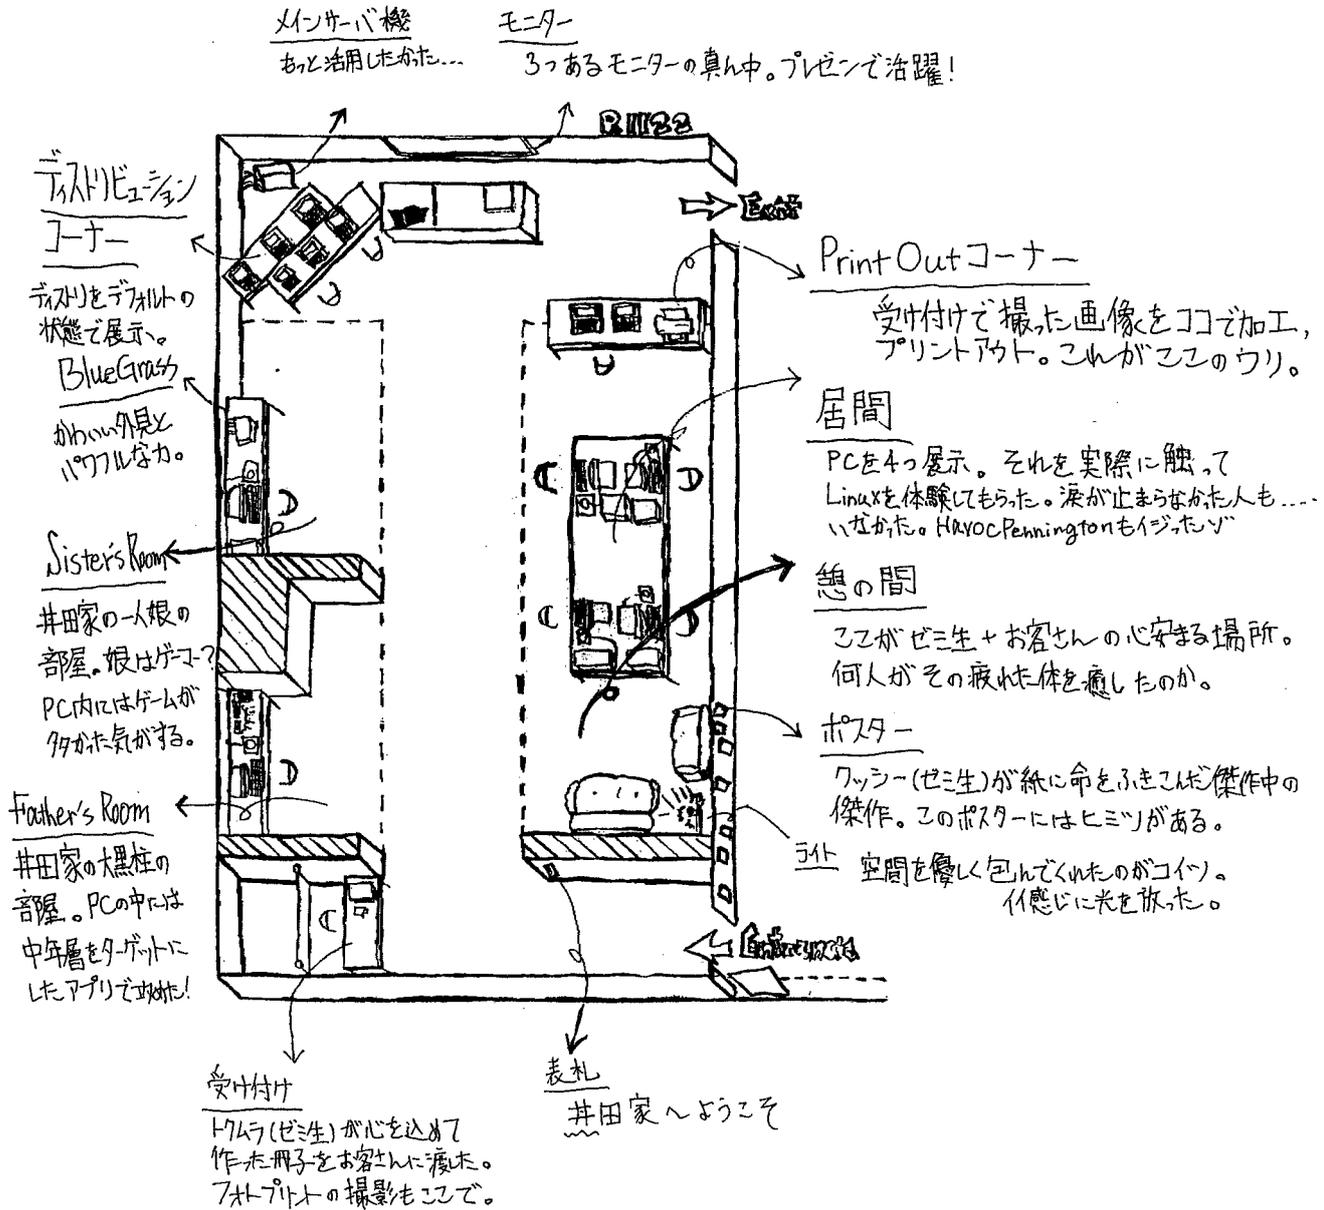 メインサーバ機
もっと活用したかった…
モニター
3つあるモニターの真ん中。プレゼンで活躍！
R1122
Exit
ディストリビューション
コーナー
ディストリをデフォルトの
状態で展示。
BlueGrass
かわいい外見と
パワフルな力。
Sister's Room
井田家の一人娘の
部屋。娘はゲーマー？
PC内にはゲームが
多かった気がする。
Father's Room
井田家の大黒柱の
部屋。PCの中には
中年層をターゲットに
したアプリで攻めた！
PrintOutコーナー
受け付けで撮った画像をココで加工,
プリントアウト。これがここのウリ。
居間
PCを4つ展示。それを実際に触って
Linuxを体験してもらった。涙が止まらなかった人も……
いなかった。HavocPenningtonもイジったゾ
憩の間
ここがゼミ生+お客さんの心安まる場所。
何人がその疲れた体を癒したのか。
ポスター
クッシー(ゼミ生)が紙に命をふきこんだ傑作中の
傑作。このポスターにはヒミツがある。
ライト
空間を優しく包んでくれたのがコイツ。
イイ感じに光を放った。
Entrance
受け付け
トクムラ(ゼミ生)が心を込めて
作った冊子をお客さんに渡した。
フォトプリントの撮影もここで。
表札
井田家へようこそ